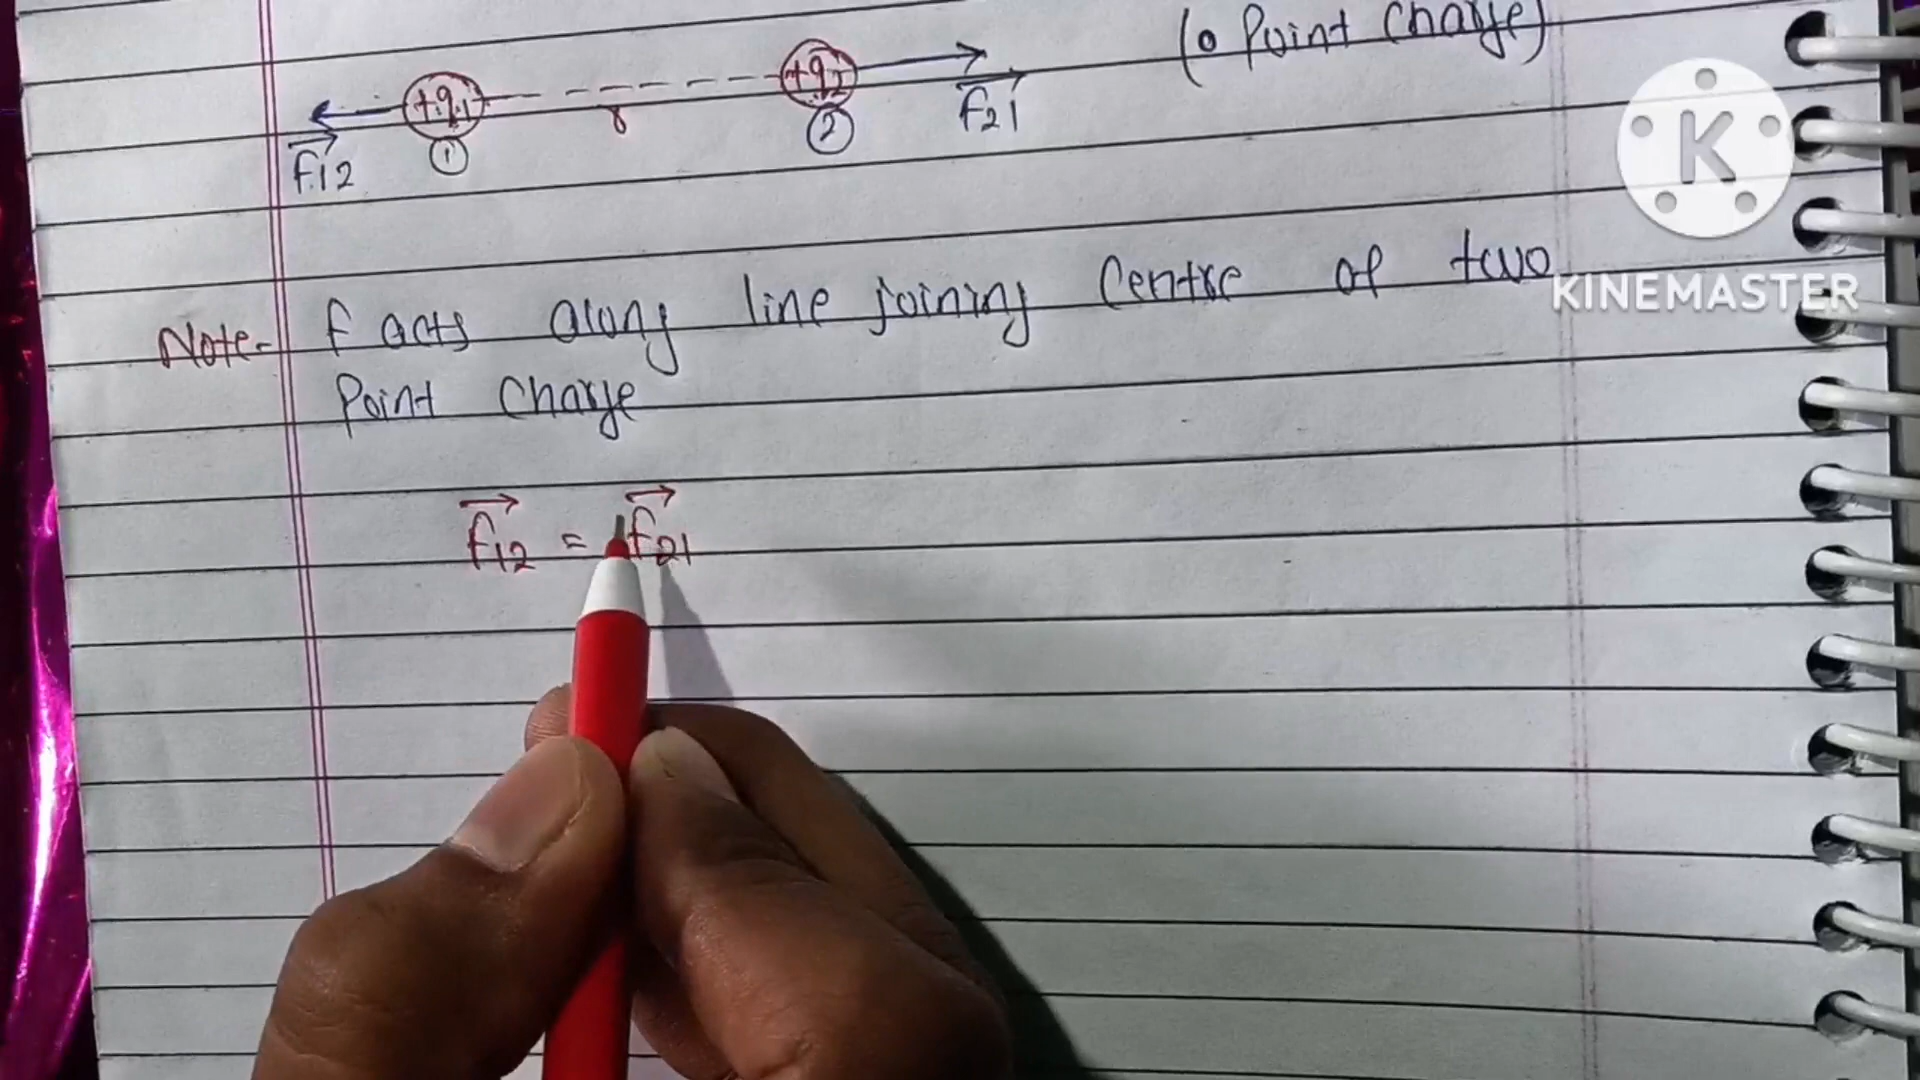 (o Point Charge)
+q1 r +q2
F12 1 2 F21
Note- F acts along line joining Centre of two
Point Charge
F12 = F21
K
KINEMASTER